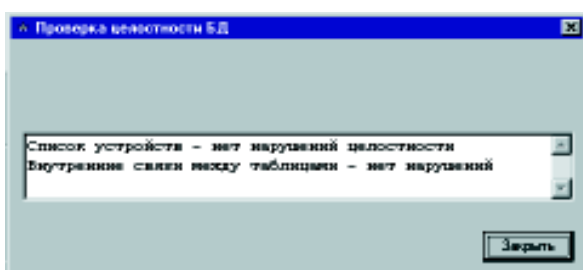 Проверка целостности БД
Список устройств - нет нарушений целостности
Внутренние связи между таблицами - нет нарушений
Закрыть